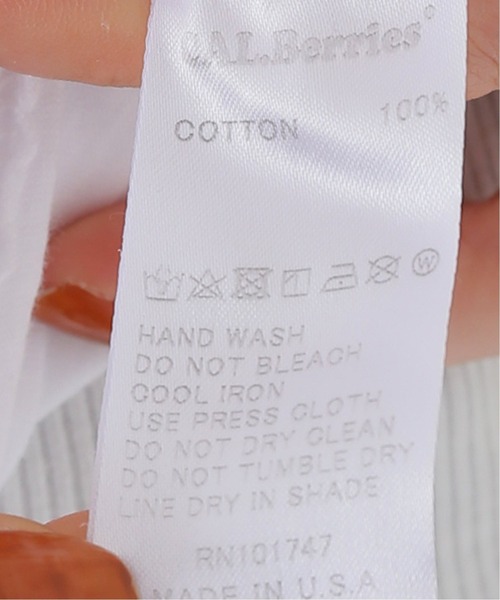 CAL.Berries®
COTTON 100%
W
HAND WASH
DO NOT BLEACH
COOL IRON
USE PRESS CLOTH
DO NOT DRY CLEAN
DO NOT TUMBLE DRY
LINE DRY IN SHADE
RN101747
MADE IN U.S.A